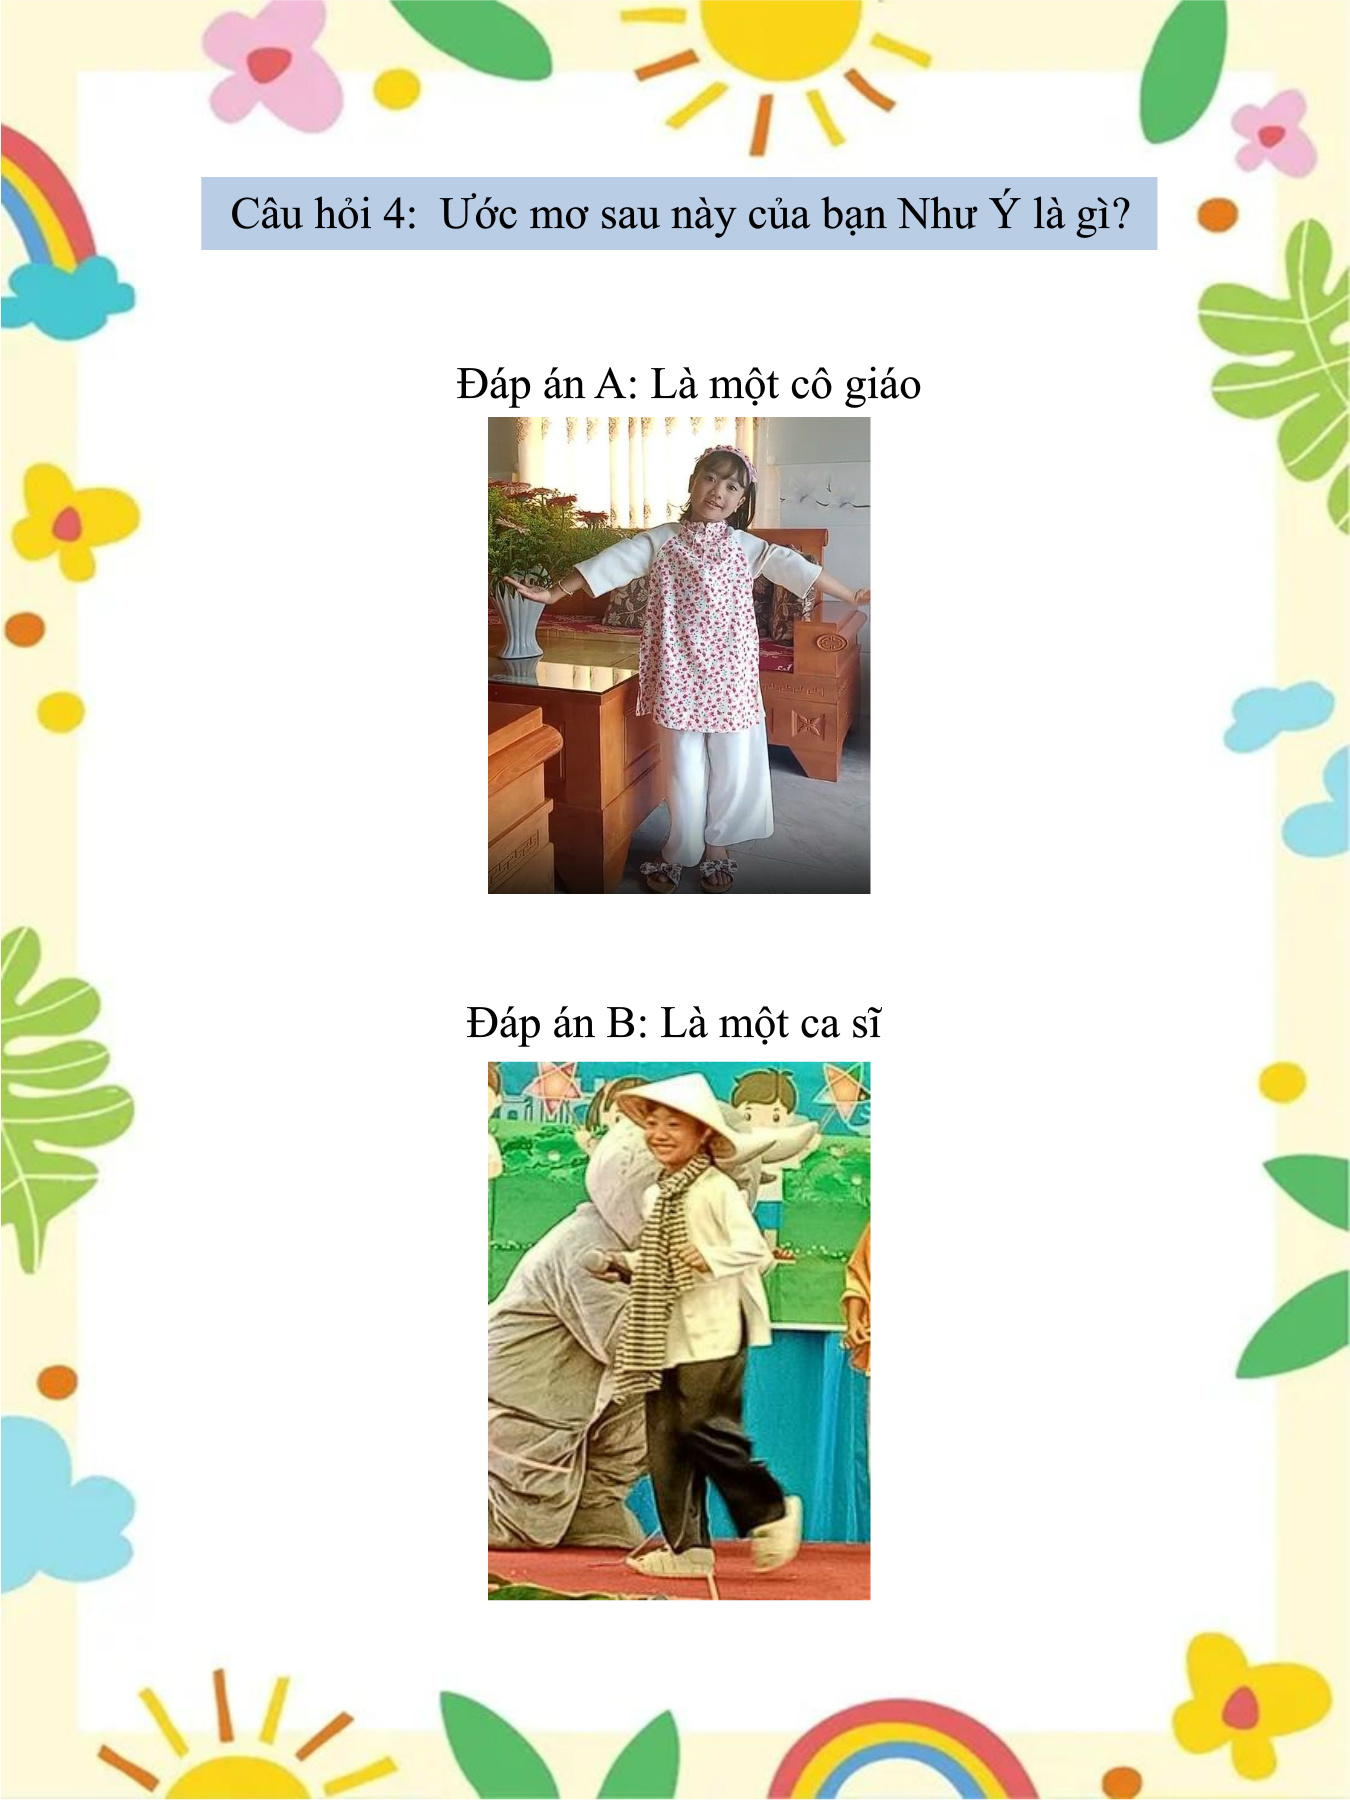 Câu hỏi 4: Ước mơ sau này của bạn Như Ý là gì?
Đáp án A: Là một cô giáo
Đáp án B: Là một ca sĩ